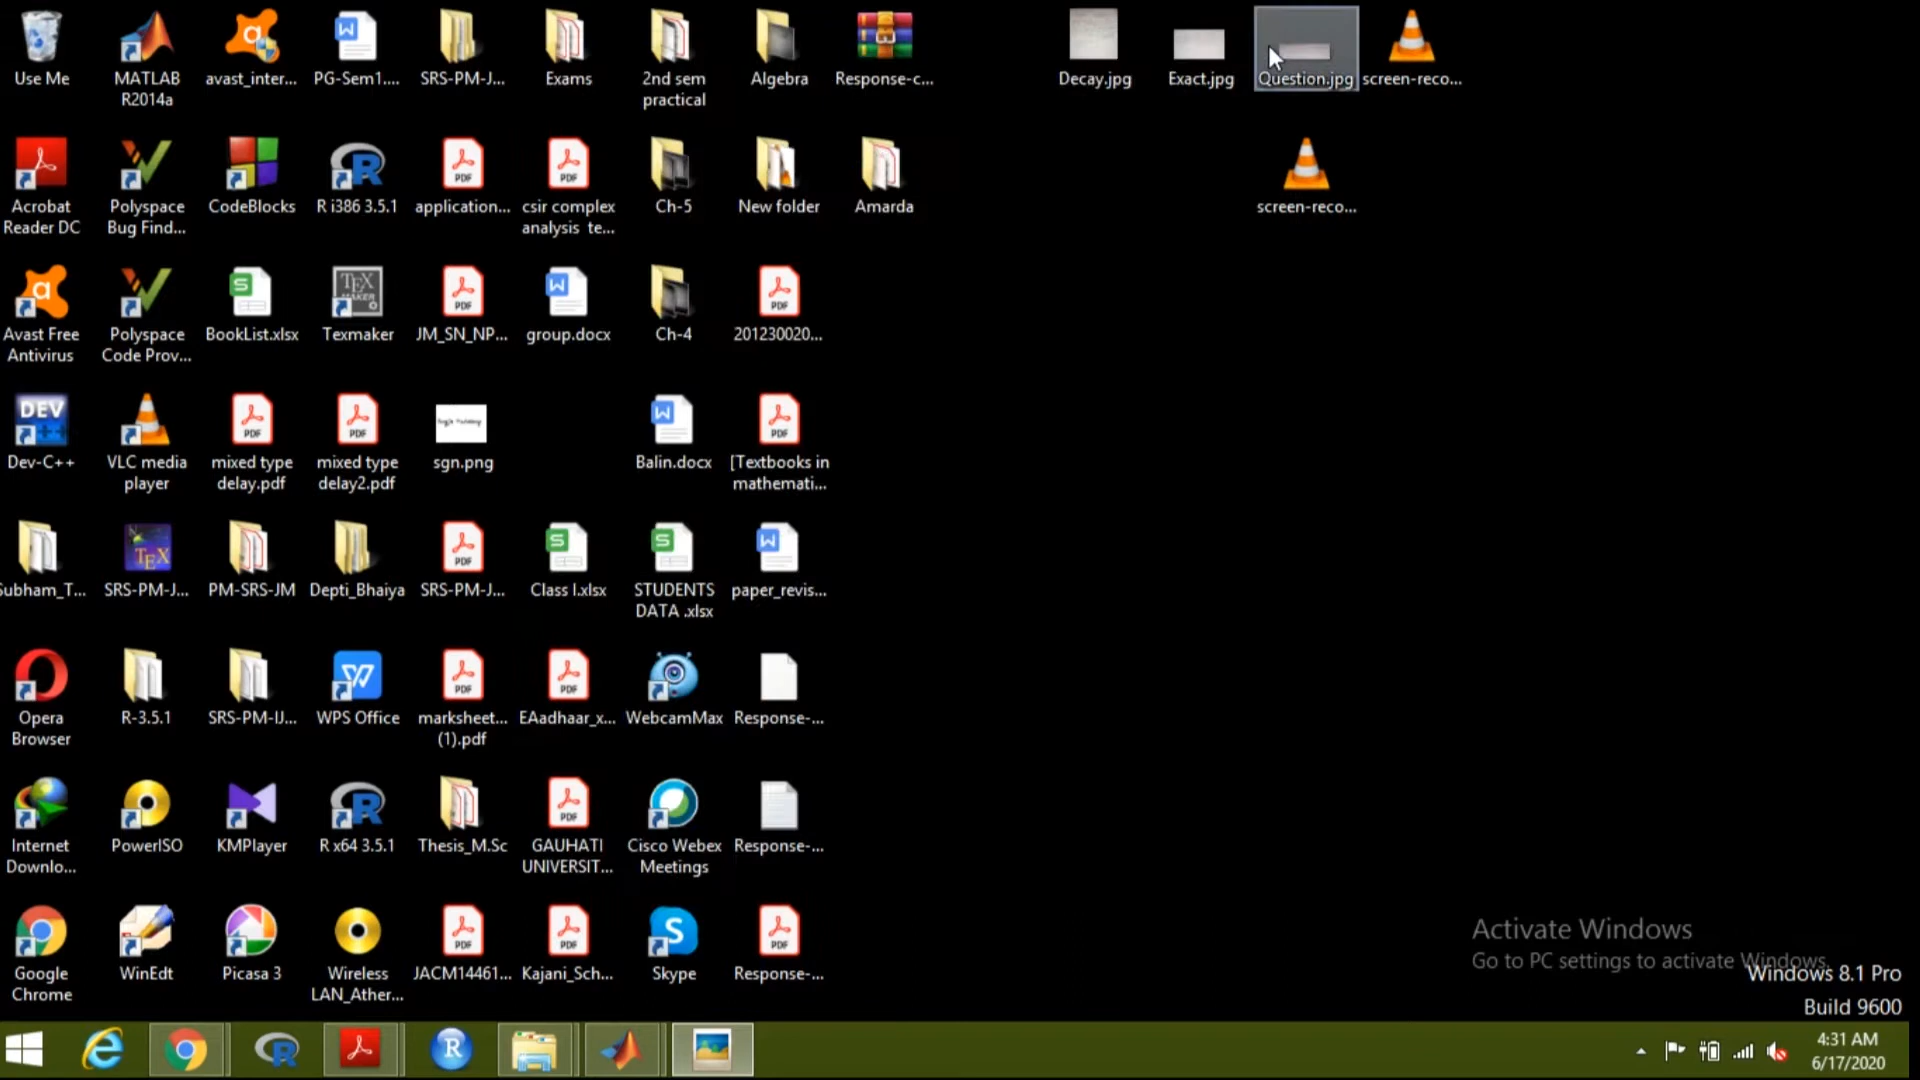 Use Me
MATLAB
R2014a
avast_inter...
PG-Sem1....
SRS-PM-J...
Exams
2nd sem
practical
Algebra
Response-c...
Decay.jpg
Exact.jpg
Question.jpg
screen-reco...
Acrobat
Reader DC
Polyspace
Bug Find...
CodeBlocks
R i386 3.5.1
application...
csir complex
analysis te...
Ch-5
New folder
Amarda
screen-reco...
Avast Free
Antivirus
Polyspace
Code Prov...
BookList.xlsx
Texmaker
JM_SN_NP...
group.docx
Ch-4
201230020...
Dev-C++
VLC media
player
mixed type
delay.pdf
mixed type
delay2.pdf
sgn.png
Balin.docx
[Textbooks in
mathemati...
Subham_T...
SRS-PM-J...
PM-SRS-JM
Depti_Bhaiya
SRS-PM-J...
Class I.xlsx
STUDENTS
DATA .xlsx
paper_revis...
Opera
Browser
R-3.5.1
SRS-PM-IJ...
WPS Office
marksheet...
(1).pdf
EAadhaar_x...
WebcamMax
Response-...
Internet
Downlo...
PowerISO
KMPlayer
R x64 3.5.1
Thesis_M.Sc
GAUHATI
UNIVERSIT...
Cisco Webex
Meetings
Response-...
Google
Chrome
WinEdt
Picasa 3
Wireless
LAN_Ather...
JACM14461...
Kajani_Sch...
Skype
Response-...
Activate Windows
Go to PC settings to activate Windows.
Windows 8.1 Pro
Build 9600
4:31 AM
6/17/2020